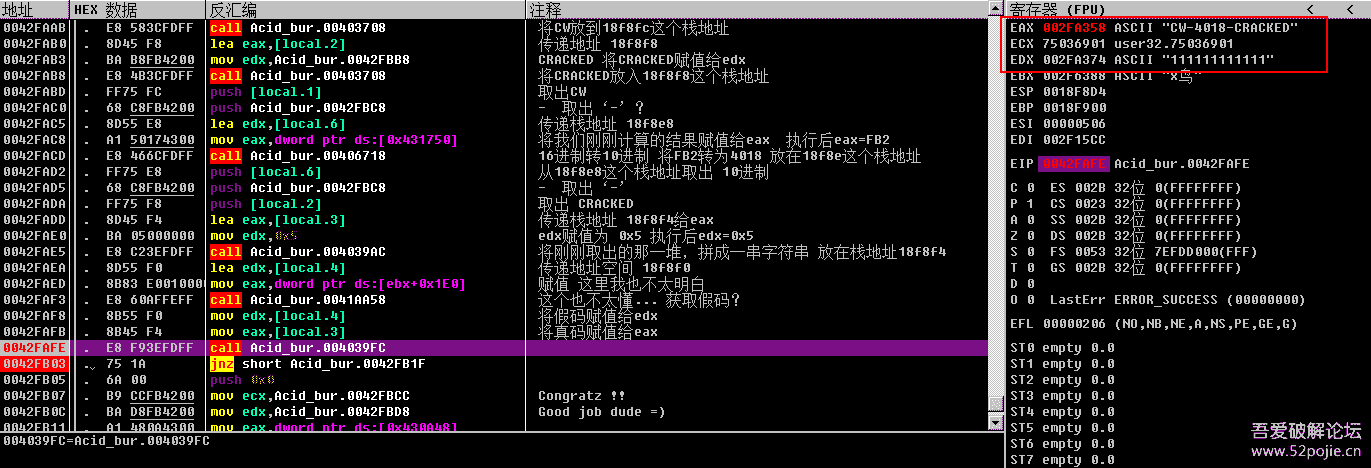 地址 HEX 数据 反汇编 注释
0042FAAB . E8 583CFDFF call Acid_bur.00403708 将CW放到18f8fc这个栈地址
0042FAB0 . 8D45 F8 lea eax,[local.2] 传递地址 18f8f8
0042FAB3 . BA B8FB4200 mov edx,Acid_bur.0042FBB8 CRACKED 将CRACKED赋值给edx
0042FAB8 . E8 4B3CFDFF call Acid_bur.00403708 将CRACKED放入18f8f8这个栈地址
0042FABD . FF75 FC push [local.1] 取出CW
0042FAC0 . 68 C8FB4200 push Acid_bur.0042FBC8 - 取出‘-’?
0042FAC5 . 8D55 E8 lea edx,[local.6] 传递栈地址 18f8e8
0042FAC8 . A1 50174300 mov eax,dword ptr ds:[0x431750] 将我们刚刚计算的结果赋值给eax 执行后eax=FB2
0042FACD . E8 466CFDFF call Acid_bur.00406718 16进制转10进制 将FB2转为4018 放在18f8e这个栈地址
0042FAD2 . FF75 E8 push [local.6] 从18f8e8这个栈地址取出 10进制
0042FAD5 . 68 C8FB4200 push Acid_bur.0042FBC8 - 取出‘-’
0042FADA . FF75 F8 push [local.2] 取出 CRACKED
0042FADD . 8D45 F4 lea eax,[local.3] 传递栈地址 18f8f4给eax
0042FAE0 . BA 05000000 mov edx,0x5 edx赋值为 0x5 执行后edx=0x5
0042FAE5 . E8 C23EFDFF call Acid_bur.004039AC 将刚刚取出的那一堆，拼成一串字符串 放在栈地址18f8f4
0042FAEA . 8D55 F0 lea edx,[local.4] 传递地址空间 18f8f0
0042FAED . 8B83 E0010000 mov eax,dword ptr ds:[ebx+0x1E0] 赋值 这里我也不太明白
0042FAF3 . E8 60AFFEFF call Acid_bur.0041AA58 这个也不太懂... 获取假码?
0042FAF8 . 8B55 F0 mov edx,[local.4] 将假码赋值给edx
0042FAFB . 8B45 F4 mov eax,[local.3] 将真码赋值给eax
0042FAFE . E8 F93EFDFF call Acid_bur.004039FC
0042FB03 . 75 1A jnz short Acid_bur.0042FB1F
0042FB05 . 6A 00 push 0x0
0042FB07 . B9 CCFB4200 mov ecx,Acid_bur.0042FBCC Congratz !!
0042FB0C . BA D8FB4200 mov edx,Acid_bur.0042FBD8 Good job dude =)
0042FB11 . A1 480A4300 mov eax,dword ptr ds:[0x430A48]
004039FC=Acid_bur.004039FC
寄存器 (FPU) < <
EAX 002FA358 ASCII "CW-4018-CRACKED"
ECX 75036901 user32.75036901
EDX 002FA374 ASCII "111111111111"
EBX 002F6388 ASCII "x鸟"
ESP 0018F8D4
EBP 0018F900
ESI 00000506
EDI 002F15CC
EIP 0042FAFE Acid_bur.0042FAFE
C 0 ES 002B 32位 0(FFFFFFFF)
P 1 CS 0023 32位 0(FFFFFFFF)
A 0 SS 002B 32位 0(FFFFFFFF)
Z 0 DS 002B 32位 0(FFFFFFFF)
S 0 FS 0053 32位 7EFDD000(FFF)
T 0 GS 002B 32位 0(FFFFFFFF)
D 0
O 0 LastErr ERROR_SUCCESS (00000000)
EFL 00000206 (NO,NB,NE,A,NS,PE,GE,G)
ST0 empty 0.0
ST1 empty 0.0
ST2 empty 0.0
ST3 empty 0.0
ST4 empty 0.0
ST5 empty 0.0
ST6 empty 0.0
ST7 empty 0.0
吾爱破解论坛
www.52pojie.cn